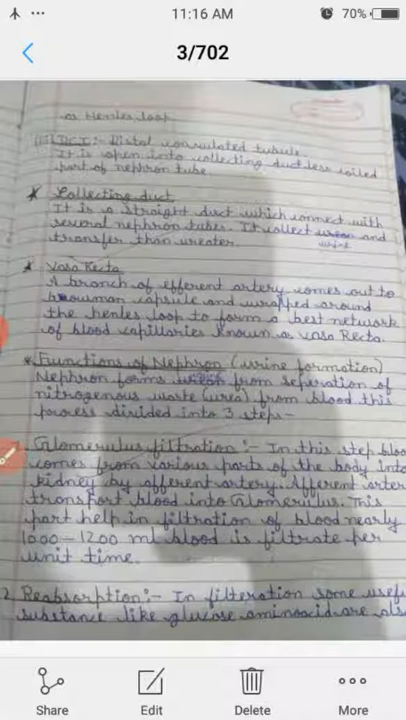 11:16 AM
70%
3/702
as Henles loop
(iii) DCT :- Distal convulated tubule.
It is open into collecting duct less coiled
part of nephron tube
* Collecting duct
It is a straight duct which connect with
several nephron tubes. It collect and
urine
transfer than ureater.
* Vasa Recta
A branch of efferent artery comes out to
bowman capsule and wrapped around
the henles loop to form a best network
of blood capillaries known as vasa Recta.
* Functions of Nephron (urine formation)
Nephron forms from seperation of
nitrogenous waste (urea) from blood this
process divided into 3 steps -
Glomerulus filtration :- In this step bloo
comes from various parts of the body into
kidney by afferent artery. Afferent arter
transport blood into Glomerulus. This
part help in filtration of blood nearly
1000 - 1200 ml blood is filtrate per
unit time.
2. Reabsorption :- In filteration some usef
substance like glucose aminoacid are als
Share
Edit
Delete
More